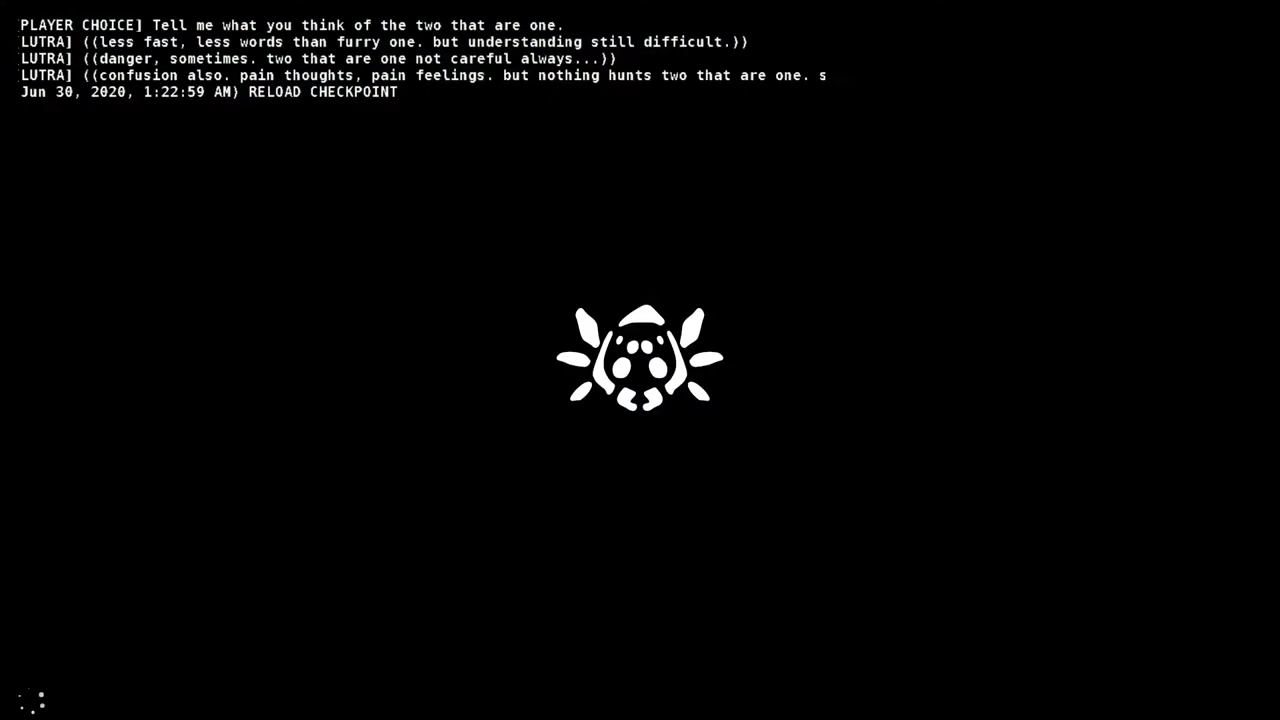 PLAYER CHOICE] Tell me what you think of the two that are one.
LUTRA] ((less fast, less words than furry one. but understanding still difficult.))
LUTRA] ((danger, sometimes. two that are one not careful always...))
LUTRA] ((confusion also. pain thoughts, pain feelings. but nothing hunts two that are one. s
Jun 30, 2020, 1:22:59 AM) RELOAD CHECKPOINT